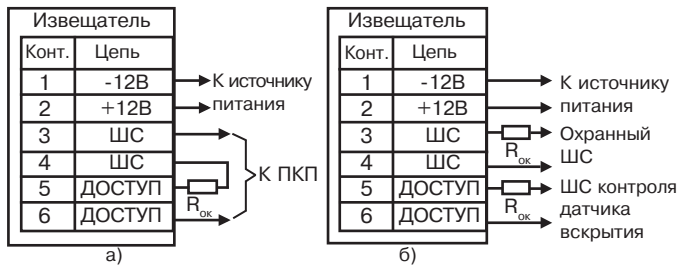 Извещатель
Конт. Цепь
1 -12В К источнику
2 +12В питания
3 ШС
4 ШС К ПКП
5 ДОСТУП
Rок
6 ДОСТУП
а)
Извещатель
Конт. Цепь
1 -12В К источнику
2 +12В питания
3 ШС Охранный
Rок
4 ШС ШС
5 ДОСТУП ШС контроля
Rок датчика
6 ДОСТУП вскрытия
б)